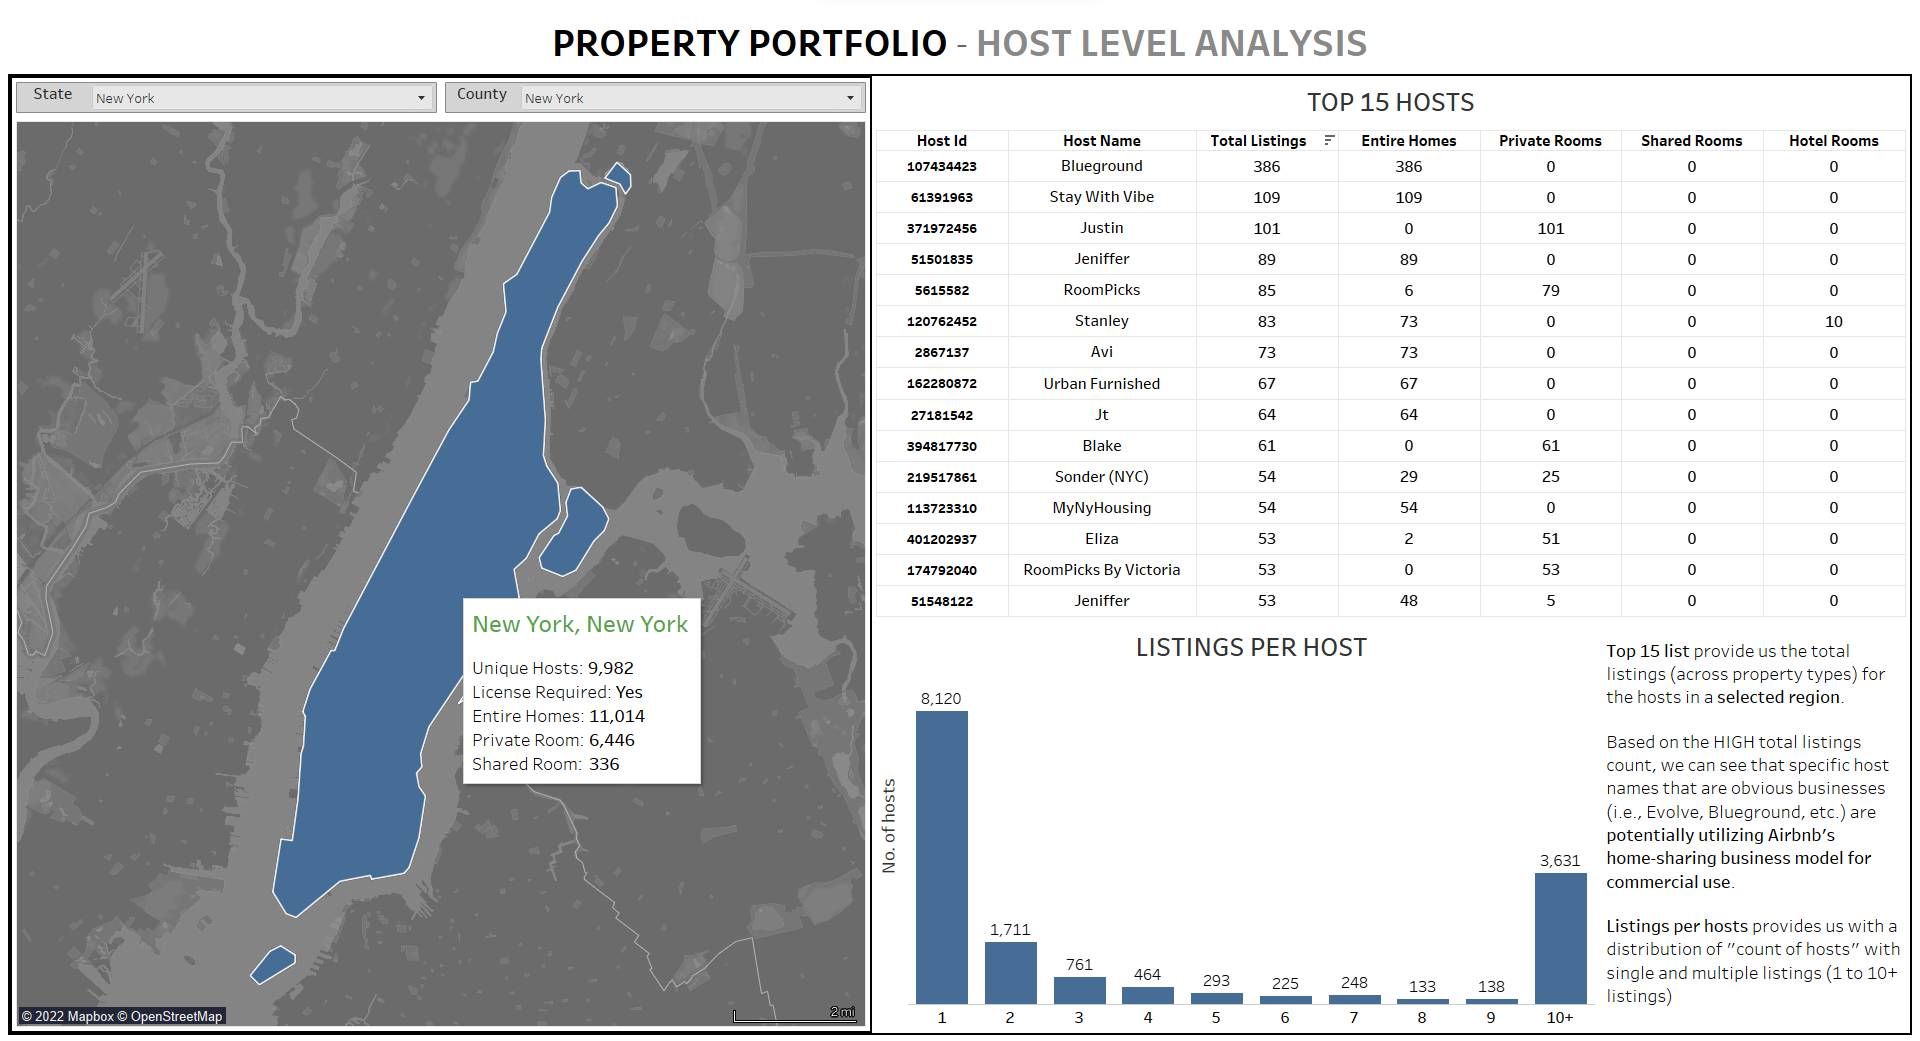 PROPERTY PORTFOLIO - HOST LEVEL ANALYSIS
State New York County New York
New York, New York
Unique Hosts: 9,982
License Required: Yes
Entire Homes: 11,014
Private Room: 6,446
Shared Room: 336
© 2022 Mapbox © OpenStreetMap
2 mi
TOP 15 HOSTS
Host Id Host Name Total Listings Entire Homes Private Rooms Shared Rooms Hotel Rooms
107434423 Blueground 386 386 0 0 0
61391963 Stay With Vibe 109 109 0 0 0
371972456 Justin 101 0 101 0 0
51501835 Jeniffer 89 89 0 0 0
5615582 RoomPicks 85 6 79 0 0
120762452 Stanley 83 73 0 0 10
2867137 Avi 73 73 0 0 0
162280872 Urban Furnished 67 67 0 0 0
27181542 Jt 64 64 0 0 0
394817730 Blake 61 0 61 0 0
219517861 Sonder (NYC) 54 29 25 0 0
113723310 MyNyHousing 54 54 0 0 0
401202937 Eliza 53 2 51 0 0
174792040 RoomPicks By Victoria 53 0 53 0 0
51548122 Jeniffer 53 48 5 0 0
LISTINGS PER HOST
No. of hosts
8,120 1,711 761 464 293 225 248 133 138 3,631
1 2 3 4 5 6 7 8 9 10+
Top 15 list provide us the total
listings (across property types) for
the hosts in a selected region.
Based on the HIGH total listings
count, we can see that specific host
names that are obvious businesses
(i.e., Evolve, Blueground, etc.) are
potentially utilizing Airbnb's
home-sharing business model for
commercial use.
Listings per hosts provides us with a
distribution of "count of hosts" with
single and multiple listings (1 to 10+
listings)